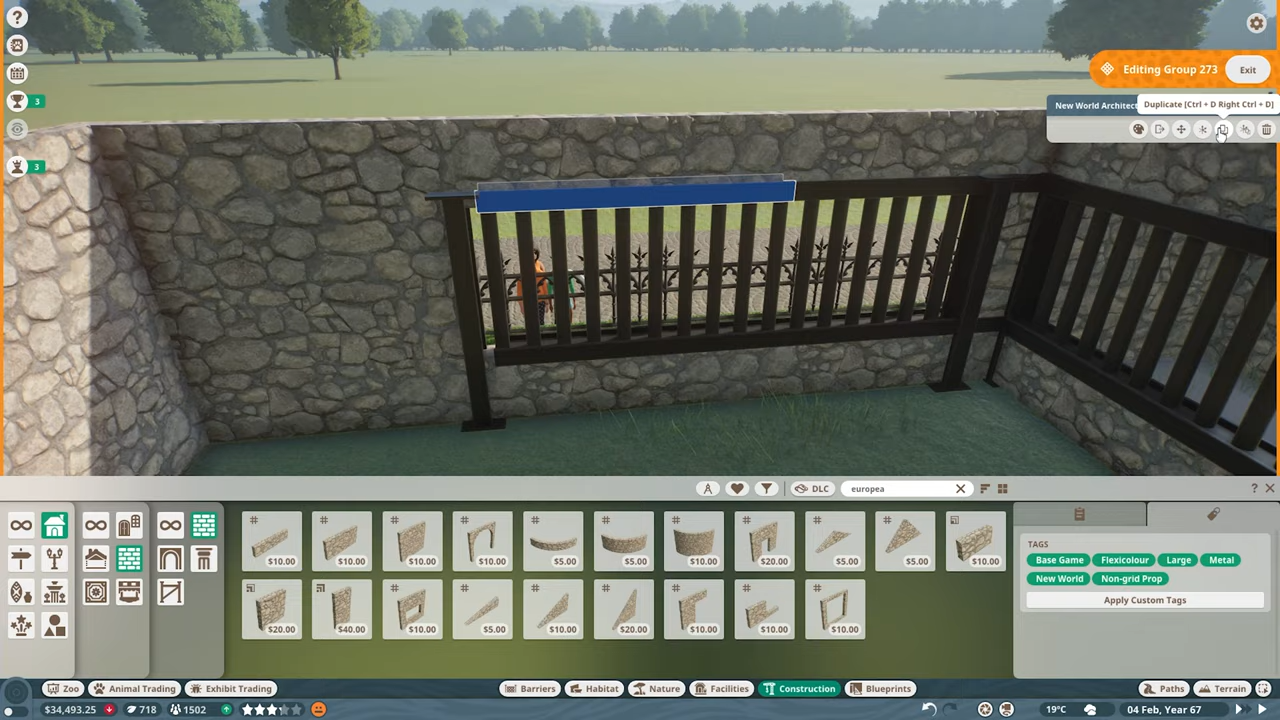 ?
Editing Group 273
Exit
3
New World Architect
Duplicate [Ctrl + D Right Ctrl + D]
3
DLC
europea
?
$10.00
$10.00
$10.00
$10.00
$5.00
$5.00
$10.00
$20.00
$5.00
$5.00
$10.00
$20.00
$40.00
$10.00
$5.00
$10.00
$20.00
$10.00
$10.00
$10.00
TAGS
Base Game
Flexicolour
Large
Metal
New World
Non-grid Prop
Apply Custom Tags
Zoo
Animal Trading
Exhibit Trading
Barriers
Habitat
Nature
Facilities
Construction
Blueprints
Paths
Terrain
$34,493.25
718
1502
19°C
04 Feb, Year 67